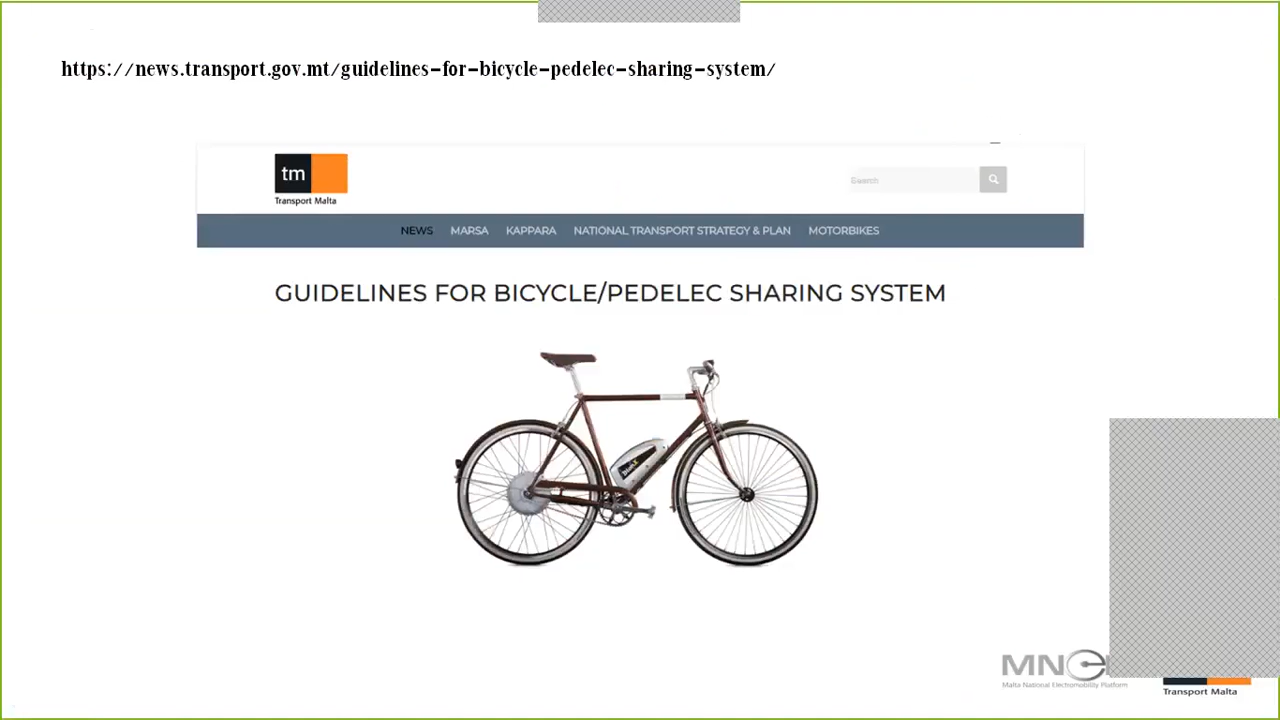 https://news.transport.gov.mt/guidelines-for-bicycle-pedelec-sharing-system/
tm
Transport Malta
Search
NEWS MARSA KAPPARA NATIONAL TRANSPORT STRATEGY & PLAN MOTORBIKES
GUIDELINES FOR BICYCLE/PEDELEC SHARING SYSTEM
Malta National Electromobility Platform
Transport Malta